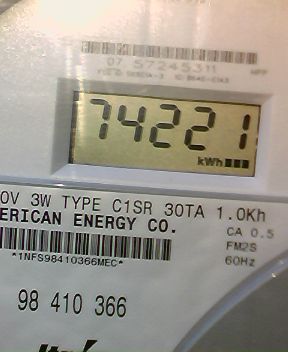 07 57245311
74221
kWh
0V 3W TYPE C1SR 30TA 1.0Kh
ERICAN ENERGY CO.
CA 0.5
FM2S
*1NFS98410366MEC*
60Hz
98 410 366